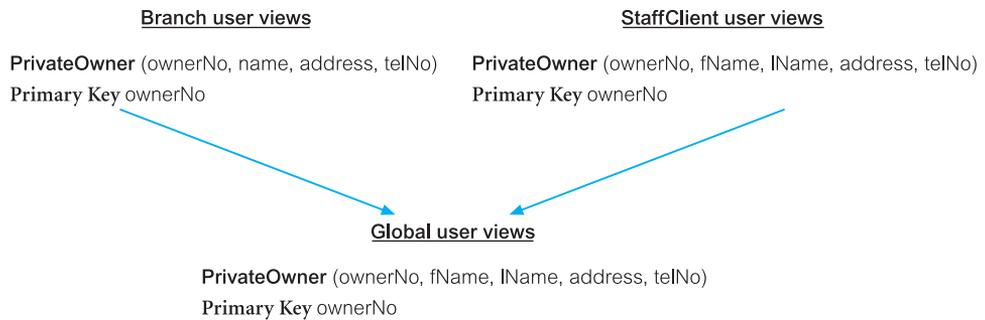 Branch user views
PrivateOwner (ownerNo, name, address, telNo)
Primary Key ownerNo
StaffClient user views
PrivateOwner (ownerNo, fName, lName, address, telNo)
Primary Key ownerNo
Global user views
PrivateOwner (ownerNo, fName, lName, address, telNo)
Primary Key ownerNo